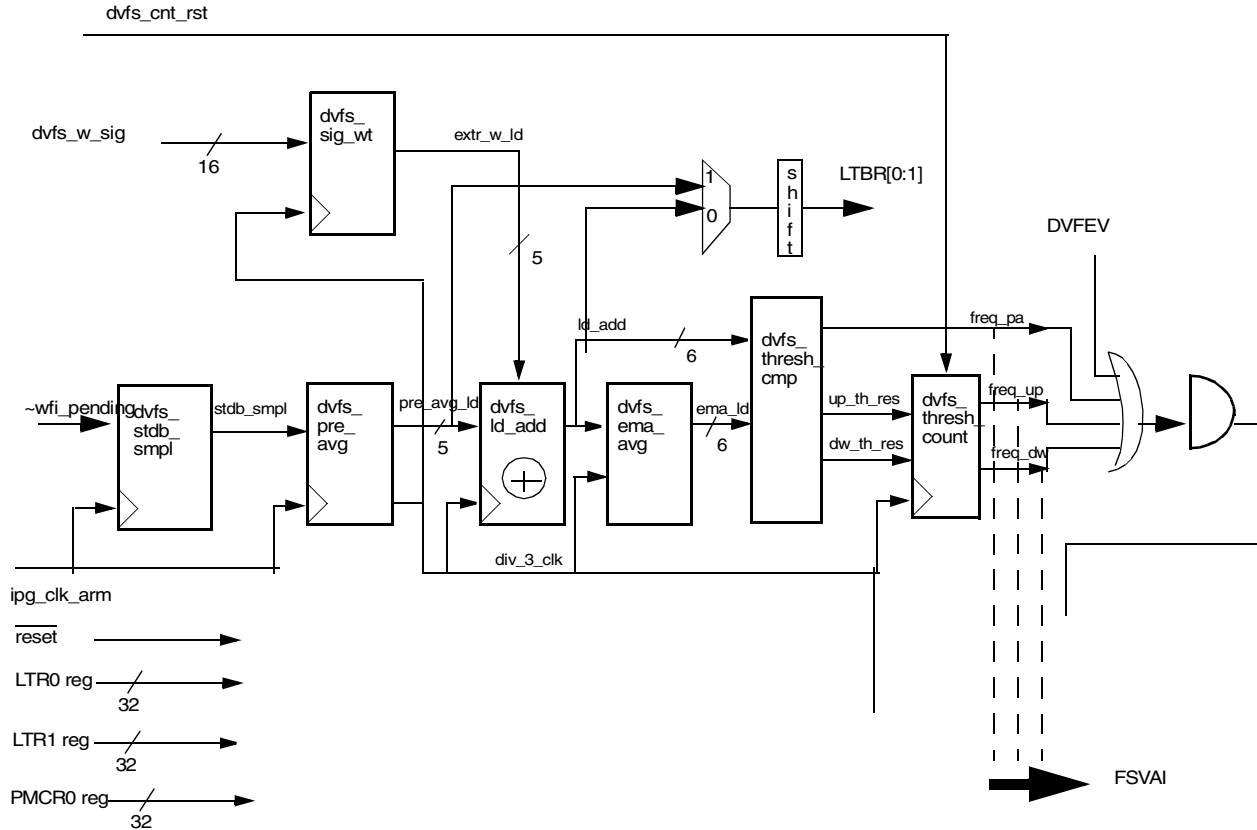 dvfs_cnt_rst
dvfs_
sig_wt
dvfs_w_sig
16
extr_w_ld
5
1
0
s
h
i
f
t
LTBR[0:1]
DVFEV
ld_add
6
freq_pa
dvfs_
thresh_
cmp
~wfi_pending
dvfs_
stdb_
smpl
stdb_smpl
dvfs_
pre_
avg
pre_avg_ld
5
dvfs_
ld_add
dvfs_
ema_
avg
ema_ld
6
up_th_res
dw_th_res
dvfs_
thresh_
count
freq_up
freq_dw
div_3_clk
ipg_clk_arm
reset
LTR0 reg
32
LTR1 reg
32
PMCR0 reg
32
FSVAI